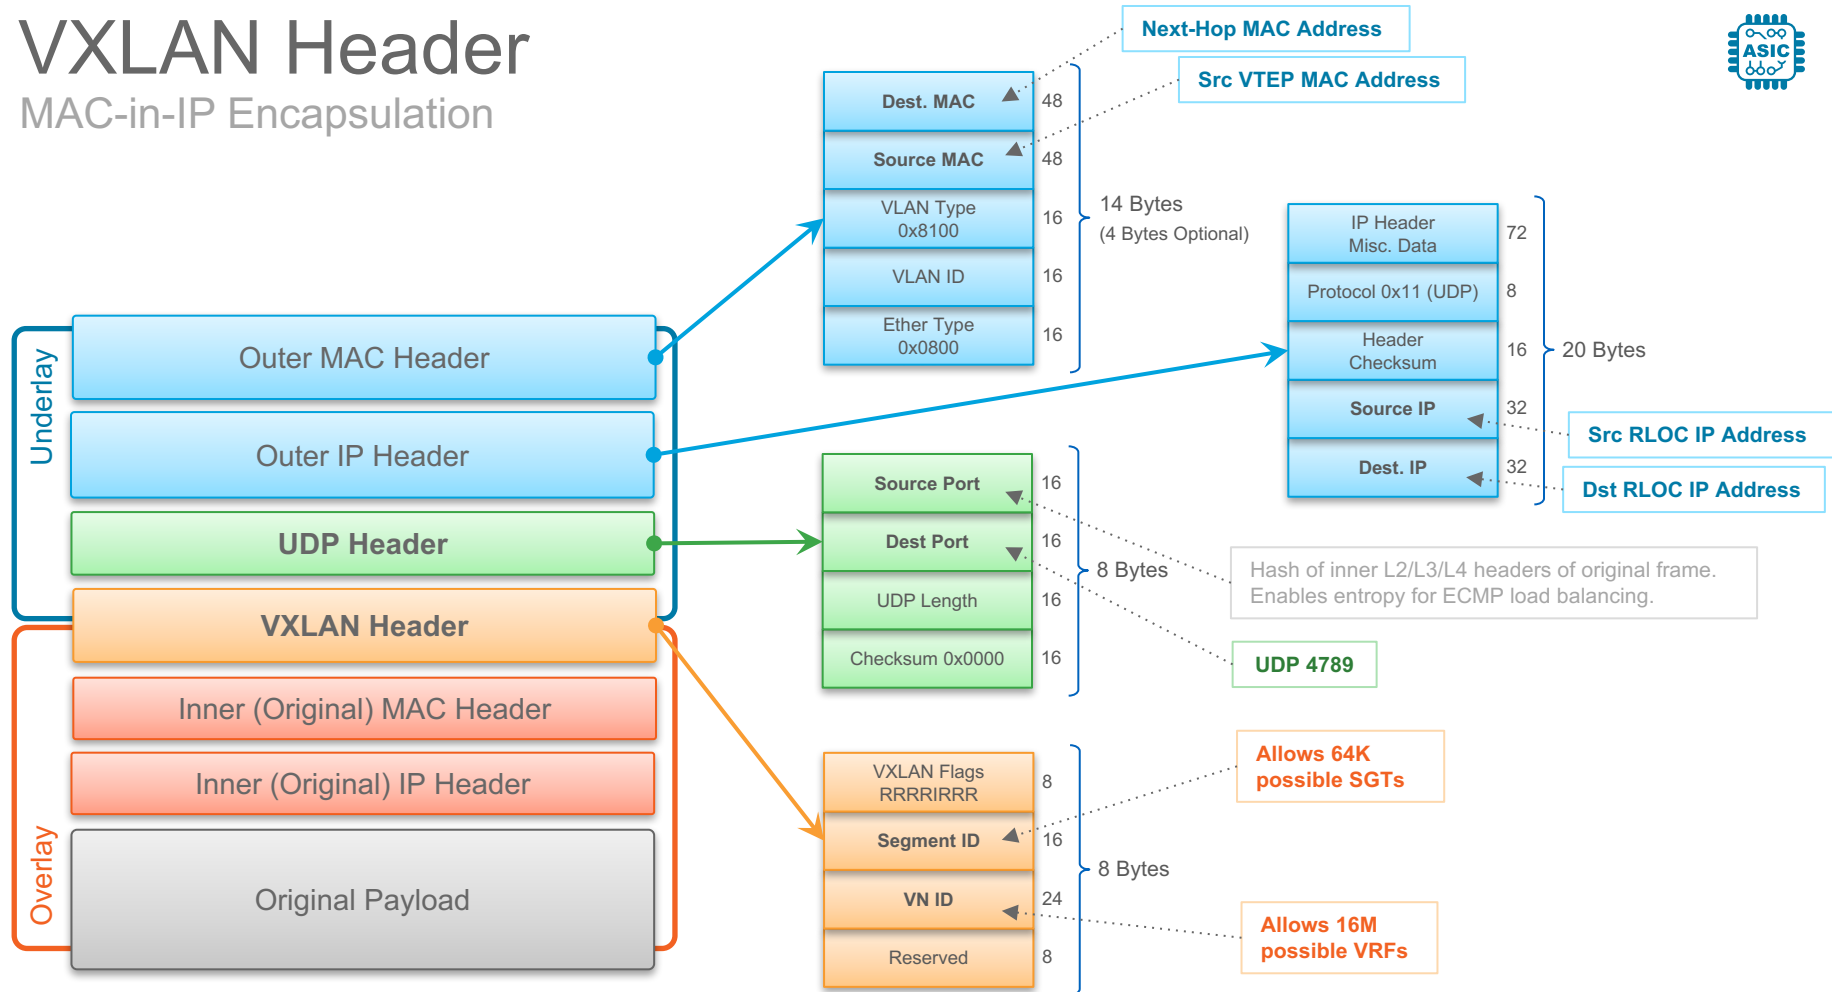 VXLAN Header
MAC-in-IP Encapsulation
ASIC
Underlay
Outer MAC Header
Outer IP Header
UDP Header
VXLAN Header
Overlay
Inner (Original) MAC Header
Inner (Original) IP Header
Original Payload
Next-Hop MAC Address
Src VTEP MAC Address
Dest. MAC
48
Source MAC
48
VLAN Type
0x8100
16
VLAN ID
16
Ether Type
0x0800
16
14 Bytes
(4 Bytes Optional)
IP Header
Misc. Data
72
Protocol 0x11 (UDP)
8
Header
Checksum
16
Source IP
32
Dest. IP
32
20 Bytes
Src RLOC IP Address
Dst RLOC IP Address
Source Port
16
Dest Port
16
UDP Length
16
Checksum 0x0000
16
8 Bytes
Hash of inner L2/L3/L4 headers of original frame.
Enables entropy for ECMP load balancing.
UDP 4789
VXLAN Flags
RRRRIRRR
8
Segment ID
16
VN ID
24
Reserved
8
8 Bytes
Allows 64K
possible SGTs
Allows 16M
possible VRFs